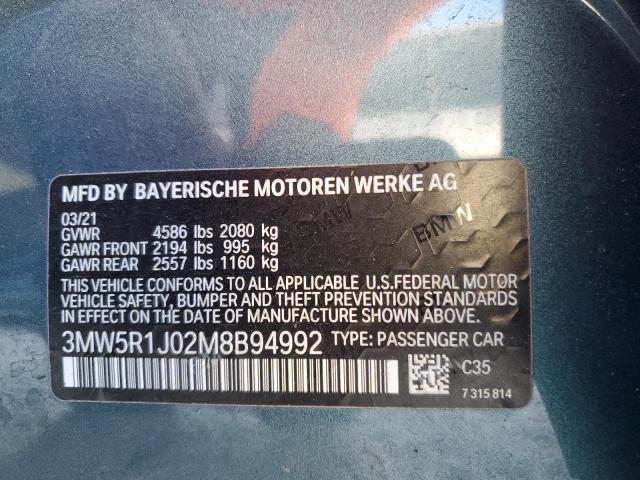 MFD BY BAYERISCHE MOTOREN WERKE AG
03/21
GVWR 4586 lbs 2080 kg
GAWR FRONT 2194 lbs 995 kg
GAWR REAR 2557 lbs 1160 kg
BMW
BMW
THIS VEHICLE CONFORMS TO ALL APPLICABLE U.S.FEDERAL MOTOR
VEHICLE SAFETY, BUMPER AND THEFT PREVENTION STANDARDS
IN EFFECT ON THE DATE OF MANUFACTURE SHOWN ABOVE.
3MW5R1J02M8B94992 TYPE: PASSENGER CAR
C35
7 315 814